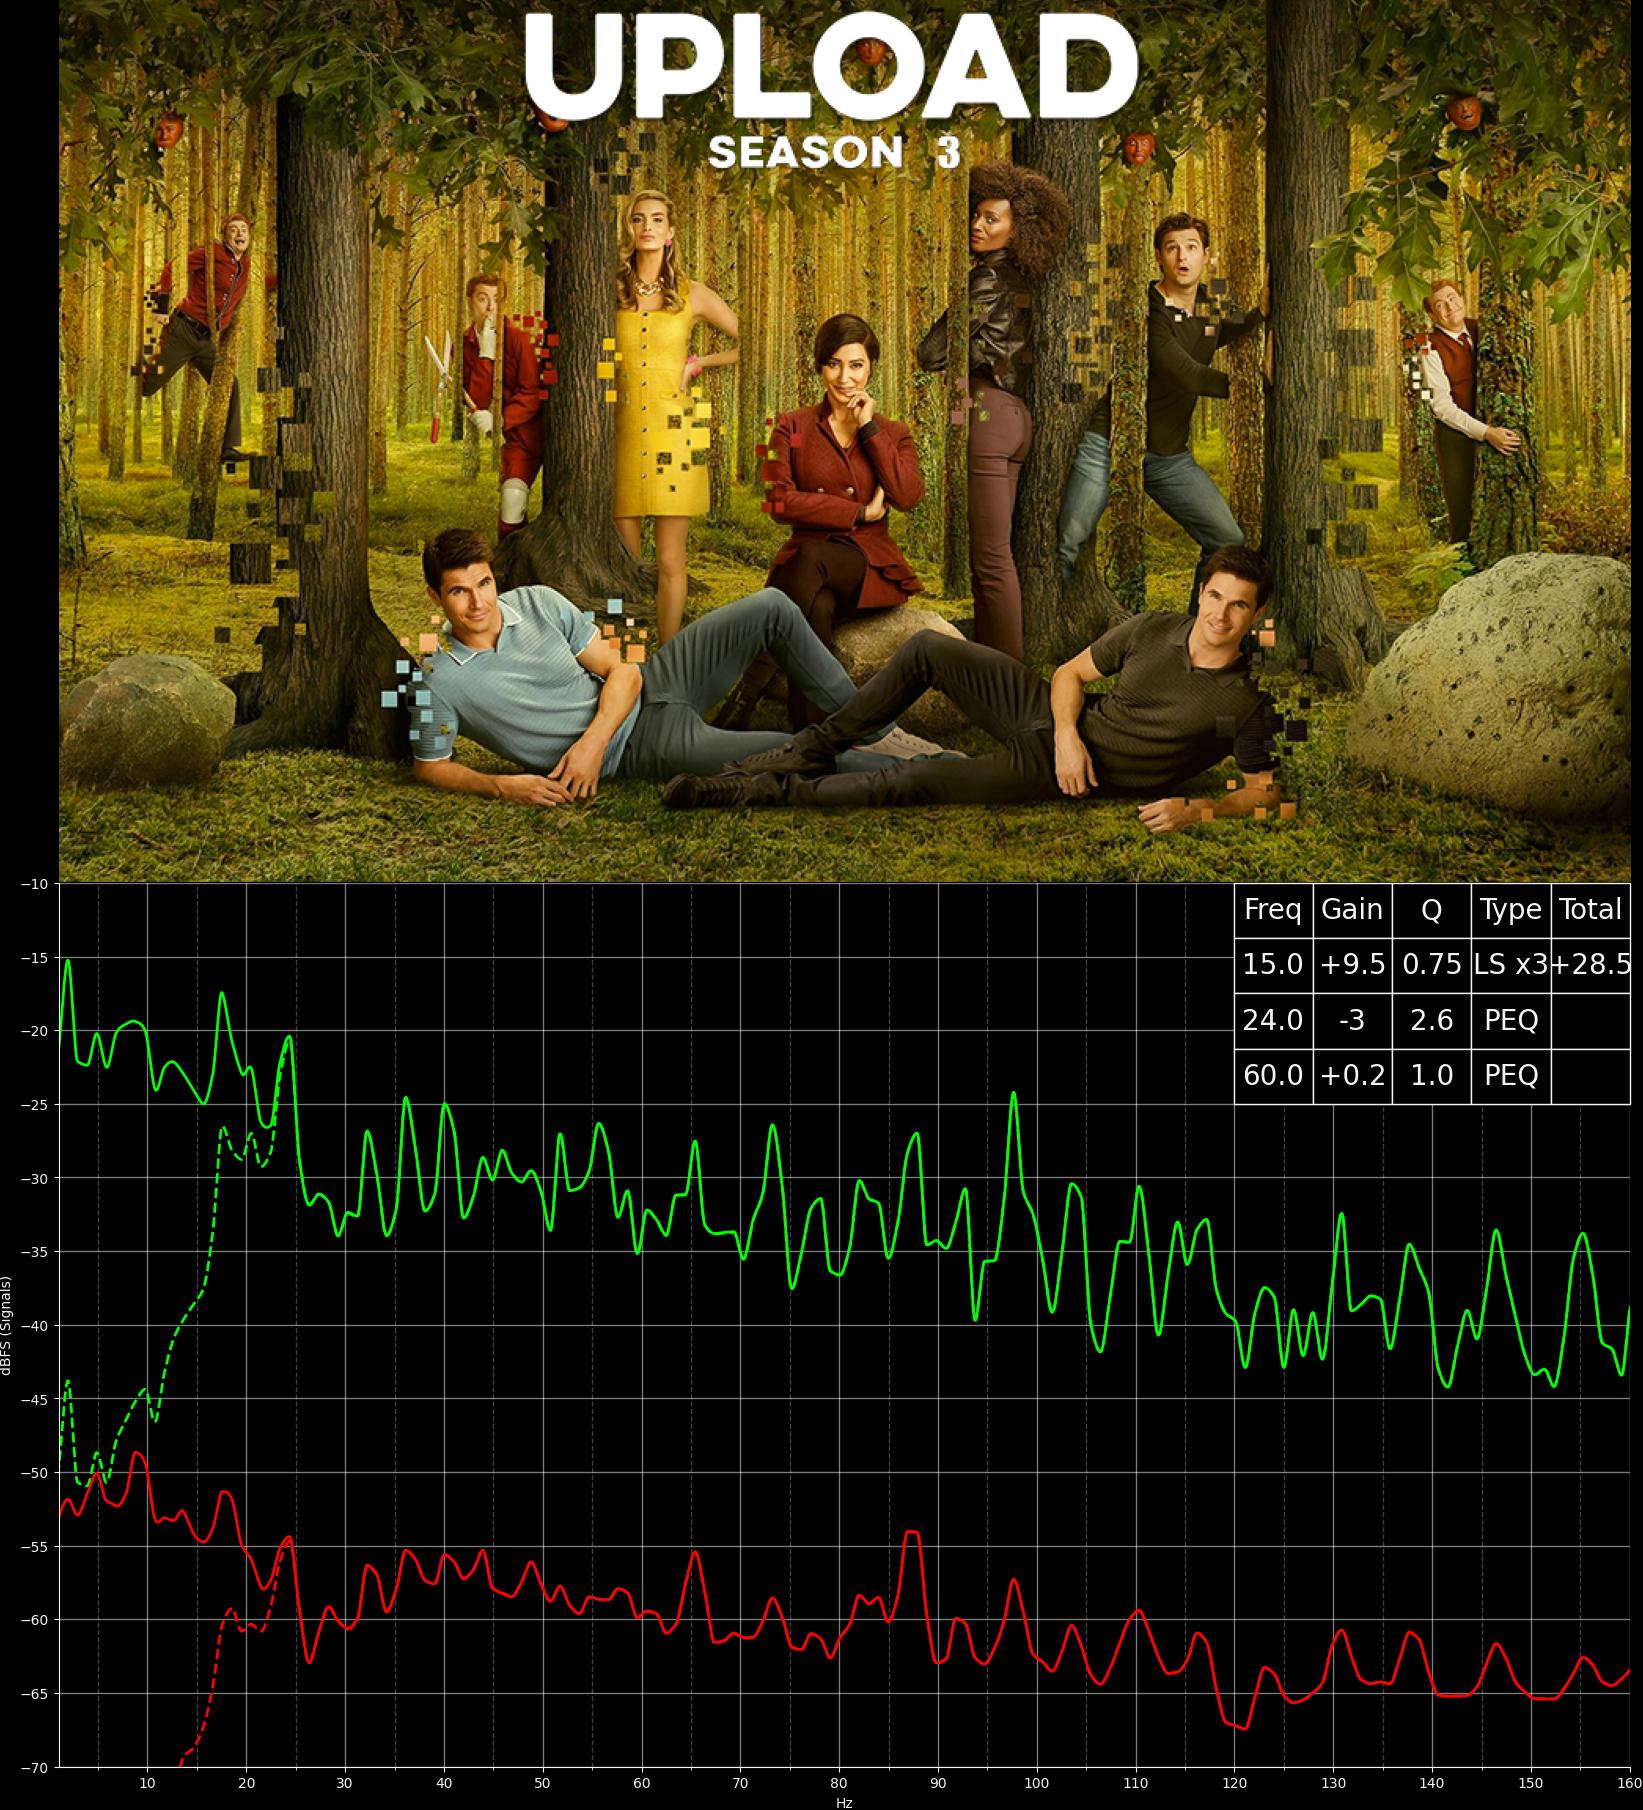 UPLOAD
SEASON 3
Freq Gain Q Type Total
15.0 +9.5 0.75 LS x3 +28.5
24.0 -3 2.6 PEQ
60.0 +0.2 1.0 PEQ
−10
−15
−20
−25
−30
−35
−40
−45
−50
−55
−60
−65
−70
dBFS (Signals)
10 20 30 40 50 60 70 80 90 100 110 120 130 140 150 160
Hz